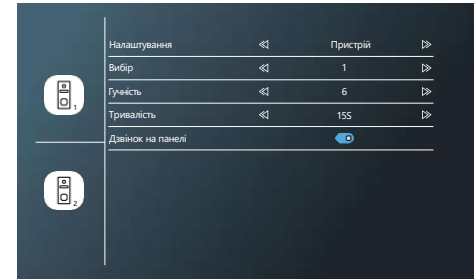 Налаштування Пристрій
Вибір 1
Гучність 6
Тривалість 15S
Дзвінок на панелі
1
2